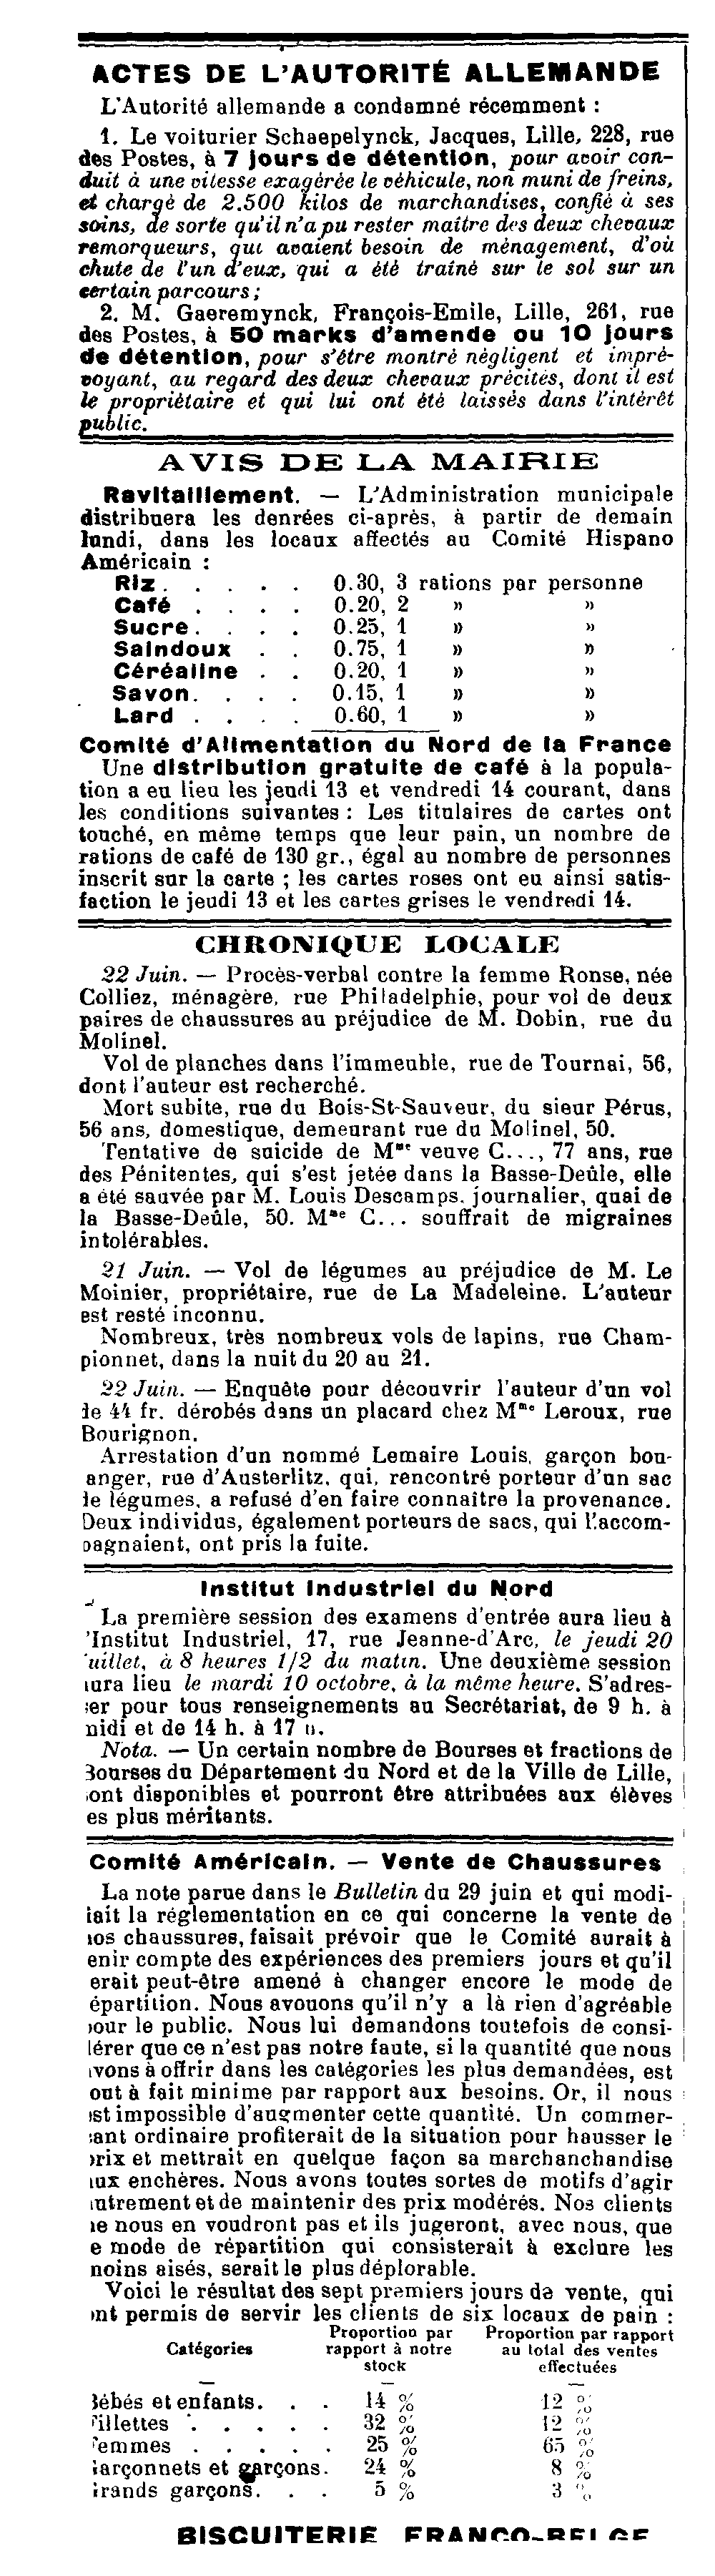 ACTES DE L'AUTORITÉ ALLEMANDE
L'Autorité allemande a condamné récemment :
1. Le voiturier Schaepelynck, Jacques, Lille, 228, rue
des Postes, à 7 jours de détention, pour avoir con-
duit à une vitesse exagérée le véhicule, non muni de freins,
et chargé de 2.500 kilos de marchandises, confié à ses
soins, de sorte qu'il n'a pu rester maître des deux chevaux
remorqueurs, qui avaient besoin de ménagement, d'où
chute de l'un d'eux, qui a été traîné sur le sol sur un
certain parcours ;
2. M. Gaeremynck, François-Emile, Lille, 261, rue
des Postes, à 50 marks d'amende ou 10 jours
de détention, pour s'être montré négligent et impré-
voyant, au regard des deux chevaux précités, dont il est
le propriétaire et qui lui ont été laissés dans l'intérêt
public.
AVIS DE LA MAIRIE
Ravitaillement. — L'Administration municipale
distribuera les denrées ci-après, à partir de demain
lundi, dans les locaux affectés au Comité Hispano
Américain :
Riz . . . . . 0.30, 3 rations par personne
Café . . . . 0.20, 2 » »
Sucre . . . . 0.25, 1 » »
Saindoux . . 0.75, 1 » »
Céréaline . . 0.20, 1 » »
Savon . . . . 0.15, 1 » »
Lard . . . . 0.60, 1 » »
Comité d'Alimentation du Nord de la France
Une distribution gratuite de café à la popula-
tion a eu lieu les jeudi 13 et vendredi 14 courant, dans
les conditions suivantes : Les titulaires de cartes ont
touché, en même temps que leur pain, un nombre de
rations de café de 130 gr., égal au nombre de personnes
inscrit sur la carte ; les cartes roses ont eu ainsi satis-
faction le jeudi 13 et les cartes grises le vendredi 14.
CHRONIQUE LOCALE
22 Juin. — Procès-verbal contre la femme Ronse, née
Colliez, ménagère, rue Philadelphie, pour vol de deux
paires de chaussures au préjudice de M. Dobin, rue du
Molinel.
Vol de planches dans l'immeuble, rue de Tournai, 56,
dont l'auteur est recherché.
Mort subite, rue du Bois-St-Sauveur, du sieur Pérus,
56 ans, domestique, demeurant rue du Molinel, 50.
Tentative de suicide de Mme veuve C..., 77 ans, rue
des Pénitentes, qui s'est jetée dans la Basse-Deûle, elle
a été sauvée par M. Louis Descamps, journalier, quai de
la Basse-Deûle, 50. Mme C... souffrait de migraines
intolérables.
21 Juin. — Vol de légumes au préjudice de M. Le
Moinier, propriétaire, rue de La Madeleine. L'auteur
est resté inconnu.
Nombreux, très nombreux vols de lapins, rue Cham-
pionnet, dans la nuit du 20 au 21.
22 Juin. — Enquête pour découvrir l'auteur d'un vol
de 44 fr. dérobés dans un placard chez Mme Leroux, rue
Bourignon.
Arrestation d'un nommé Lemaire Louis, garçon bou-
anger, rue d'Austerlitz, qui, rencontré porteur d'un sac
de légumes, a refusé d'en faire connaitre la provenance.
Deux individus, également porteurs de sacs, qui l'accom-
pagnaient, ont pris la fuite.
Institut Industriel du Nord
La première session des examens d'entrée aura lieu à
'Institut Industriel, 17, rue Jeanne-d'Arc, le jeudi 20
uillet, à 8 heures 1/2 du matin. Une deuxième session
aura lieu le mardi 10 octobre, à la même heure. S'adres-
ser pour tous renseignements au Secrétariat, de 9 h. à
midi et de 14 h. à 17 h.
Nota. — Un certain nombre de Bourses et fractions de
Bourses du Département du Nord et de la Ville de Lille,
sont disponibles et pourront être attribuées aux élèves
es plus méritants.
Comité Américain. — Vente de Chaussures
La note parue dans le Bulletin du 29 juin et qui modi-
iait la réglementation en ce qui concerne la vente de
nos chaussures, faisait prévoir que le Comité aurait à
enir compte des expériences des premiers jours et qu'il
erait peut-être amené à changer encore le mode de
épartition. Nous avouons qu'il n'y a là rien d'agréable
pour le public. Nous lui demandons toutefois de consi-
lérer que ce n'est pas notre faute, si la quantité que nous
avons à offrir dans les catégories les plus demandées, est
out à fait minime par rapport aux besoins. Or, il nous
est impossible d'augmenter cette quantité. Un commer-
çant ordinaire profiterait de la situation pour hausser le
prix et mettrait en quelque façon sa marchanchandise
aux enchères. Nous avons toutes sortes de motifs d'agir
autrement et de maintenir des prix modérés. Nos clients
ne nous en voudront pas et ils jugeront, avec nous, que
e mode de répartition qui consisterait à exclure les
moins aisés, serait le plus déplorable.
Voici le résultat des sept premiers jours de vente, qui
ont permis de servir les clients de six locaux de pain :
Catégories Proportion par rapport à notre stock Proportion par rapport au total des ventes effectuées
Bébés et enfants. . . 14 % 12 %
Fillettes . . . . . 32 % 12 %
Femmes . . . . . 25 % 65 %
Garçonnets et garçons. 24 % 8 %
Grands garçons. . . 5 % 3 %
BISCUITERIE FRANCO-BELGE